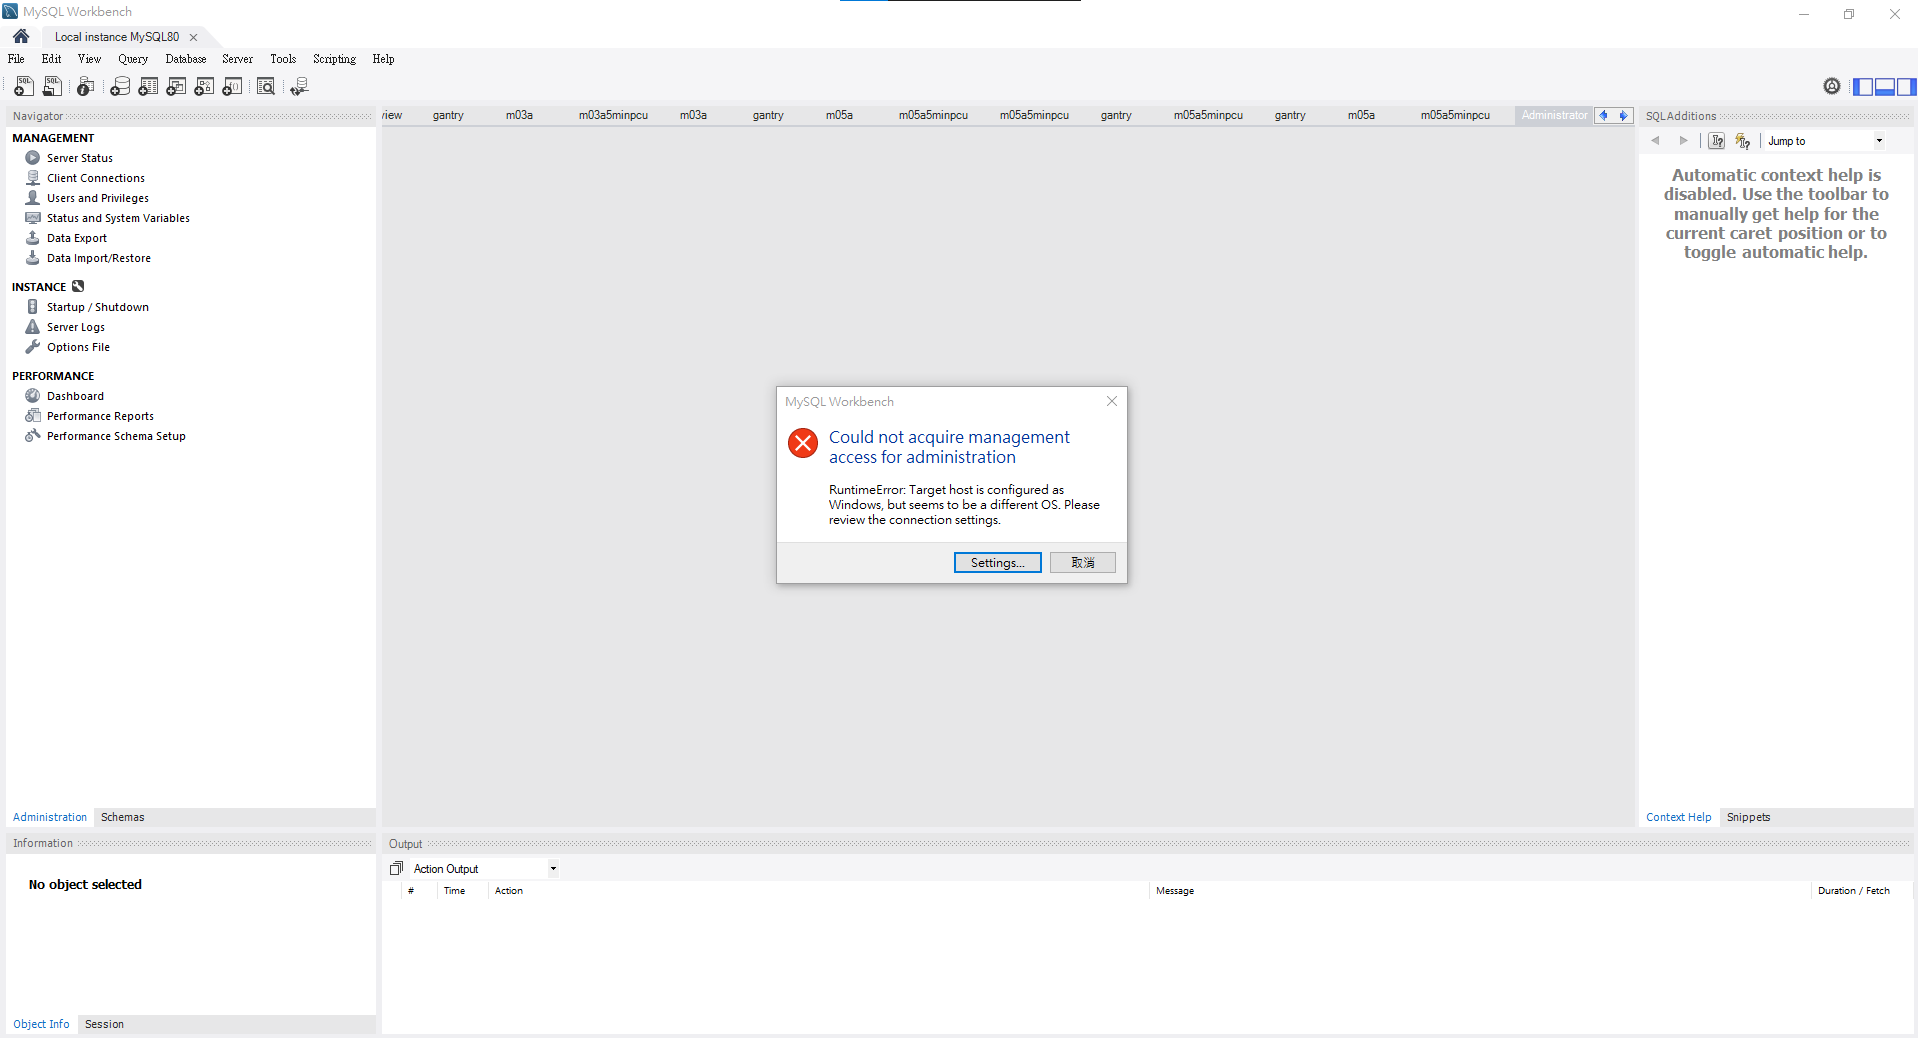 MySQL Workbench
Local instance MySQL80
File Edit View Query Database Server Tools Scripting Help
Navigator
MANAGEMENT
Server Status
Client Connections
Users and Privileges
Status and System Variables
Data Export
Data Import/Restore
INSTANCE
Startup / Shutdown
Server Logs
Options File
PERFORMANCE
Dashboard
Performance Reports
Performance Schema Setup
Administration Schemas
Information
No object selected
Object Info Session
view gantry m03a m03a5minpcu m03a gantry m05a m05a5minpcu m05a5minpcu gantry m05a5minpcu gantry m05a m05a5minpcu Administrator
MySQL Workbench
Could not acquire management
access for administration
RuntimeError: Target host is configured as
Windows, but seems to be a different OS. Please
review the connection settings.
Settings... 取消
SQLAdditions
Jump to
Automatic context help is
disabled. Use the toolbar to
manually get help for the
current caret position or to
toggle automatic help.
Context Help Snippets
Output
Action Output
# Time Action Message Duration / Fetch